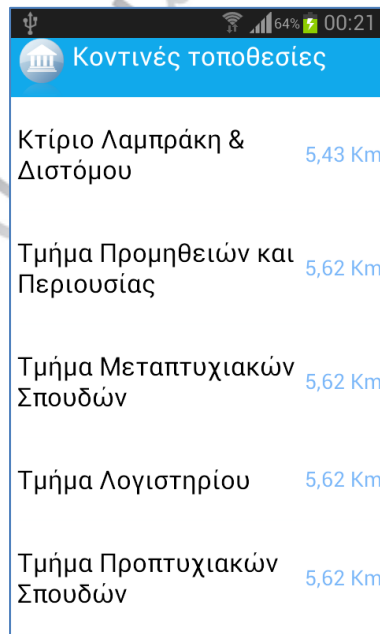 64% 00:21
Κοντινές τοποθεσίες
Κτίριο Λαμπράκη &
Διστόμου
5,43 Km
Τμήμα Προμηθειών και
Περιουσίας
5,62 Km
Τμήμα Μεταπτυχιακών
Σπουδών
5,62 Km
Τμήμα Λογιστηρίου
5,62 Km
Τμήμα Προπτυχιακών
Σπουδών
5,62 Km